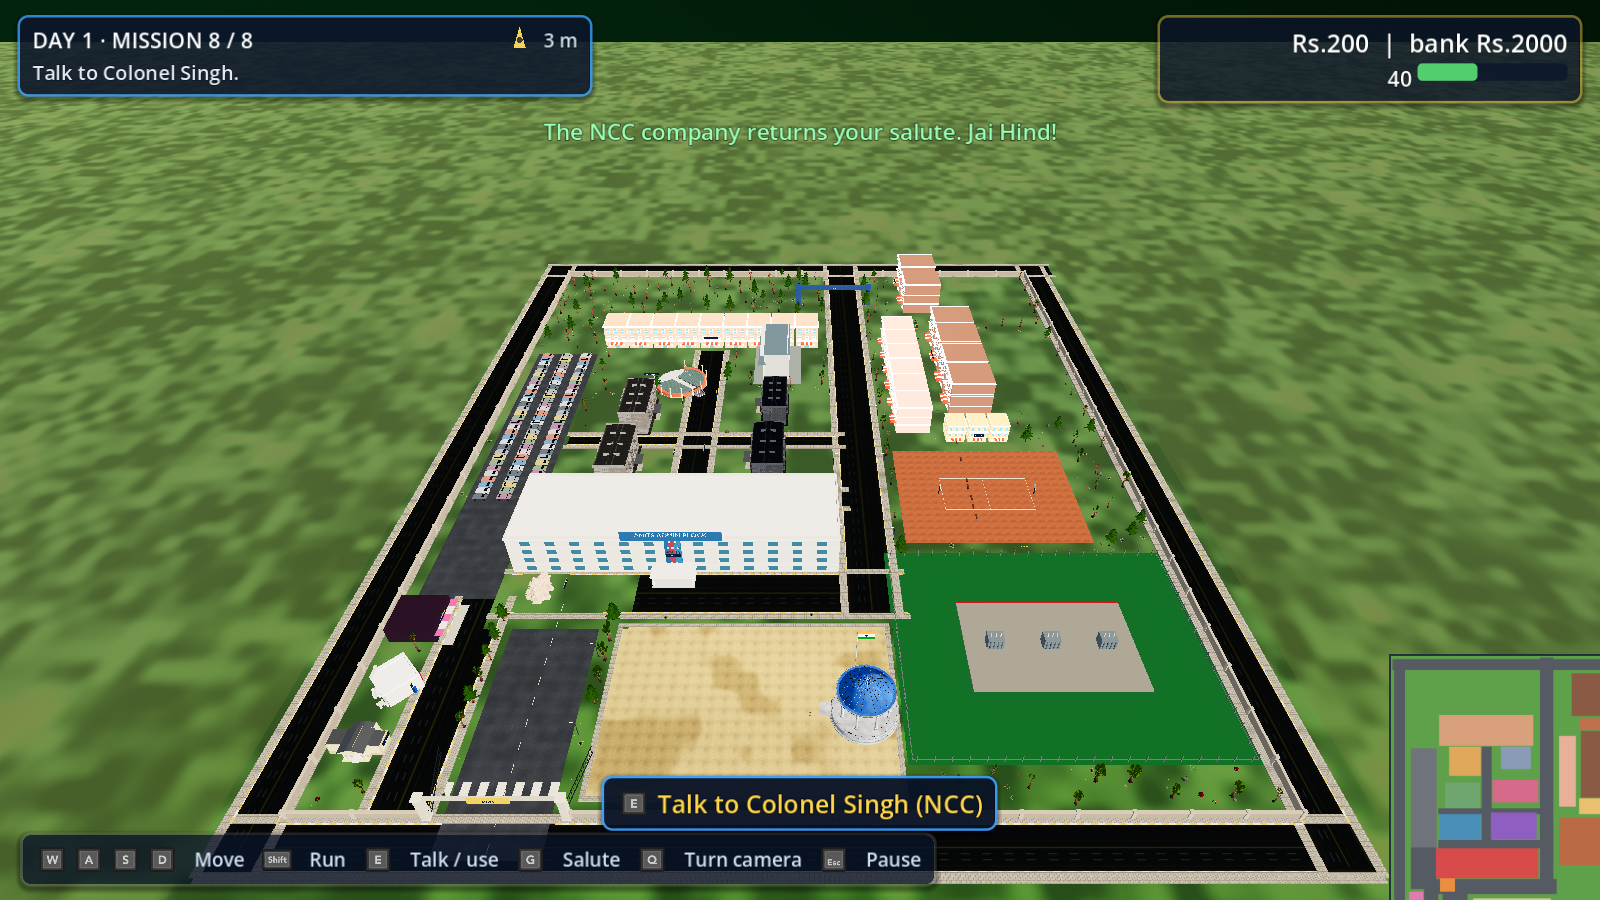 DAY 1 · MISSION 8 / 8
3 m
Talk to Colonel Singh.
Rs.200 | bank Rs.2000
40
The NCC company returns your salute. Jai Hind!
E Talk to Colonel Singh (NCC)
W A S D Move Shift Run E Talk / use G Salute Q Turn camera Esc Pause